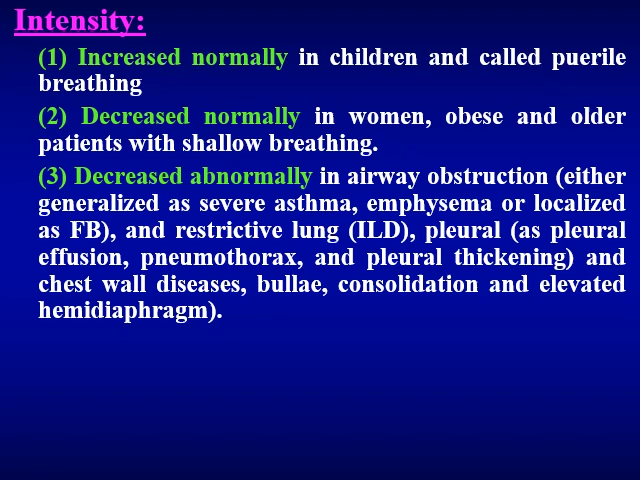 Intensity:
(1) Increased normally in children and called puerile
breathing
(2) Decreased normally in women, obese and older
patients with shallow breathing.
(3) Decreased abnormally in airway obstruction (either
generalized as severe asthma, emphysema or localized
as FB), and restrictive lung (ILD), pleural (as pleural
effusion, pneumothorax, and pleural thickening) and
chest wall diseases, bullae, consolidation and elevated
hemidiaphragm).